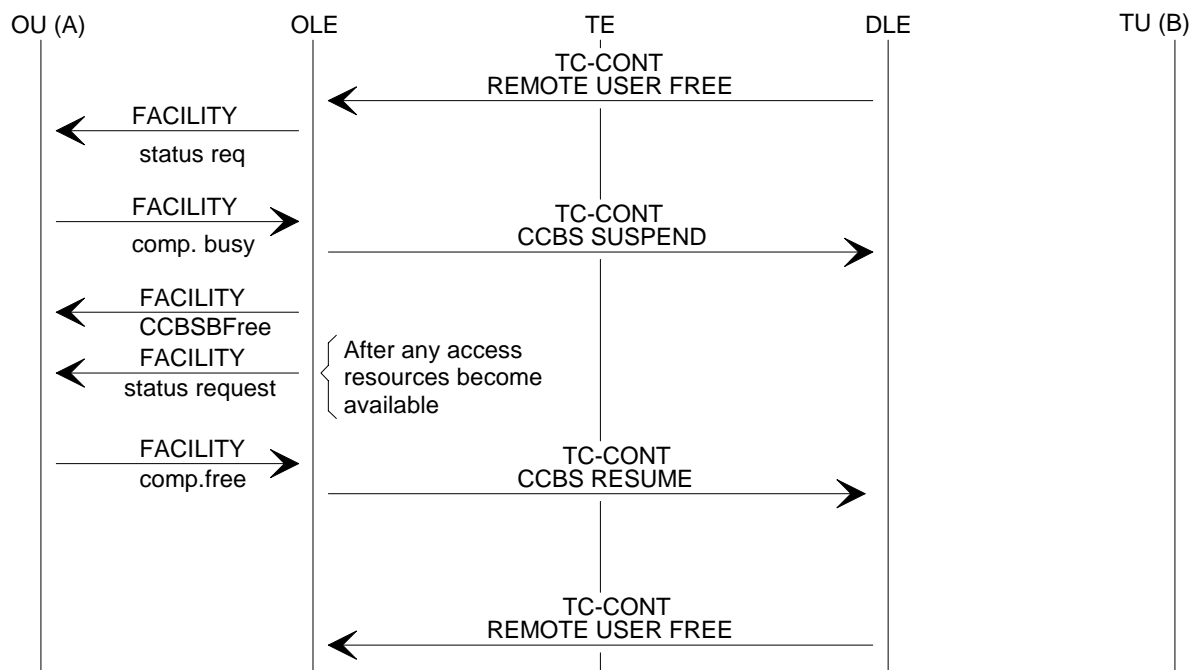 OU (A) OLE TE DLE TU (B)
TC-CONT
REMOTE USER FREE
FACILITY
status req
FACILITY
comp. busy
TC-CONT
CCBS SUSPEND
FACILITY
CCBSBFree
FACILITY
status request
After any access
resources become
available
FACILITY
comp.free
TC-CONT
CCBS RESUME
TC-CONT
REMOTE USER FREE